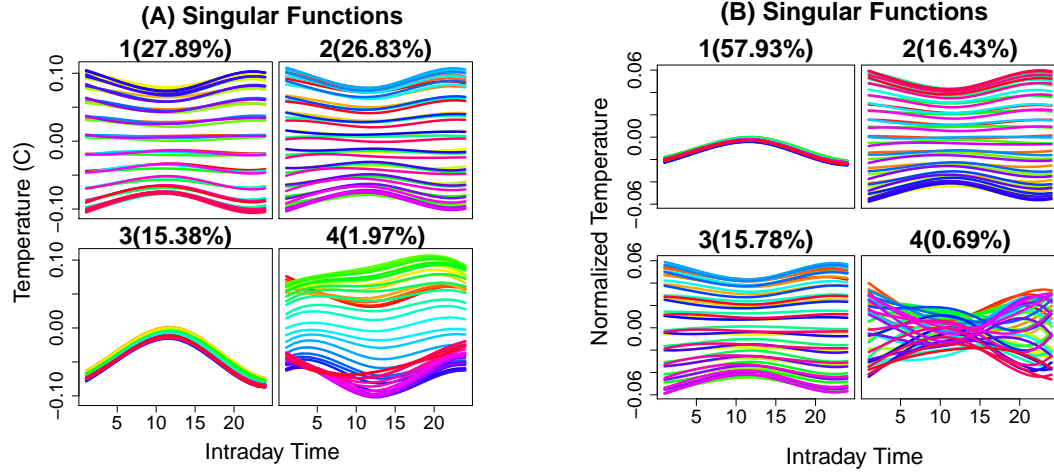 (A) Singular Functions
1(27.89%)
2(26.83%)
Temperature (C)
0.10
0.00
−0.10
3(15.38%)
4(1.97%)
0.10
0.00
−0.10
5 10 15 20
5 10 15 20
Intraday Time
(B) Singular Functions
1(57.93%)
2(16.43%)
Normalized Temperature
0.06
0.00
−0.06
3(15.78%)
4(0.69%)
0.06
0.00
−0.06
5 10 15 20
5 10 15 20
Intraday Time